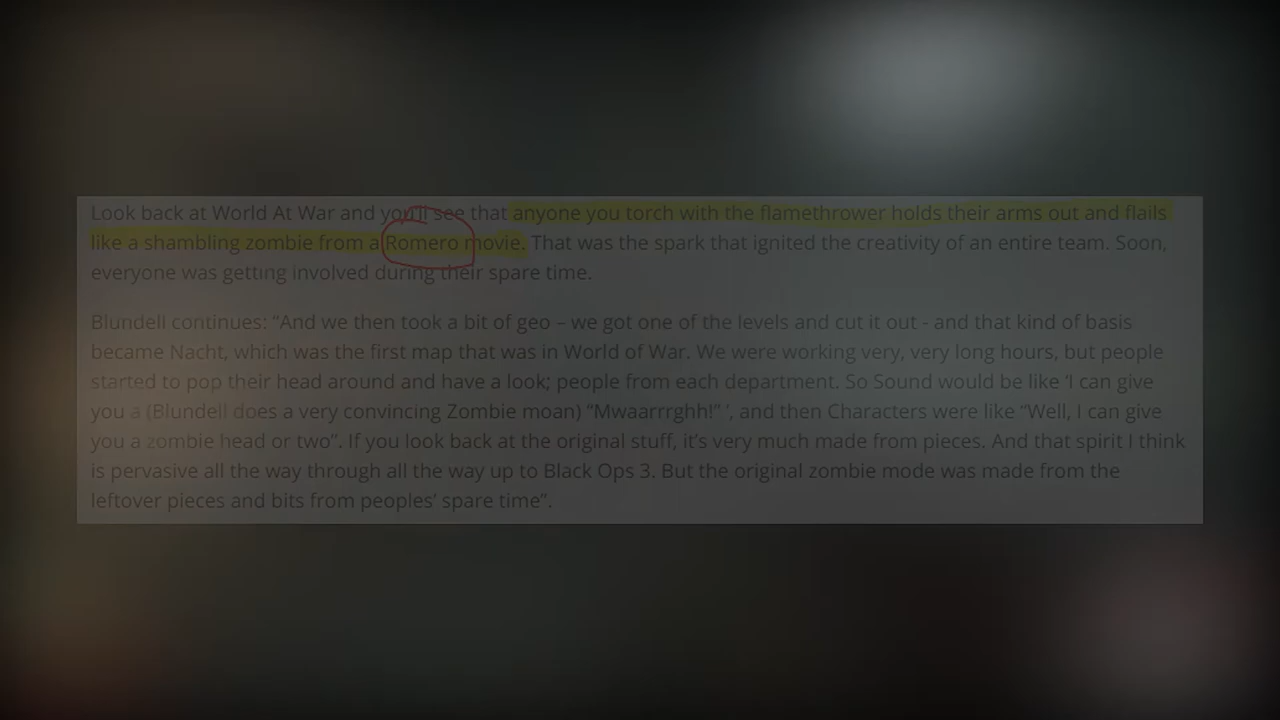 Look back at World At War and you'll see that anyone you torch with the flamethrower holds their arms out and flails
like a shambling zombie from a Romero movie. That was the spark that ignited the creativity of an entire team. Soon,
everyone was getting involved during their spare time.
Blundell continues: “And we then took a bit of geo – we got one of the levels and cut it out - and that kind of basis
became Nacht, which was the first map that was in World of War. We were working very, very long hours, but people
started to pop their head around and have a look; people from each department. So Sound would be like ‘I can give
you a (Blundell does a very convincing Zombie moan) “Mwaarrrghh!” ‘, and then Characters were like “Well, I can give
you a zombie head or two”. If you look back at the original stuff, it’s very much made from pieces. And that spirit I think
is pervasive all the way through all the way up to Black Ops 3. But the original zombie mode was made from the
leftover pieces and bits from peoples’ spare time”.